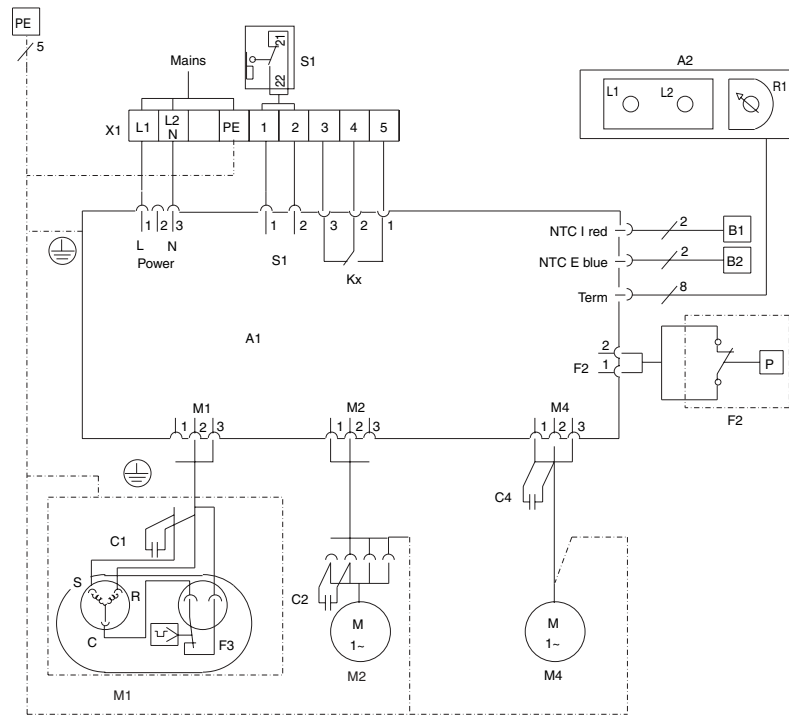 PE
5
Mains
21
22
S1
A2
L1
L2
R1
X1
L1
L2
N
PE
1
2
3
4
5
1
2
3
1
2
3
2
1
L
N
Power
S1
Kx
NTC I red
2
B1
NTC E blue
2
B2
Term
8
A1
2
1
F2
P
F2
M1
M2
M4
1
2
3
1
2
3
1
2
3
C1
C4
S
R
C
F3
C2
M
1~
M
1~
M1
M2
M4